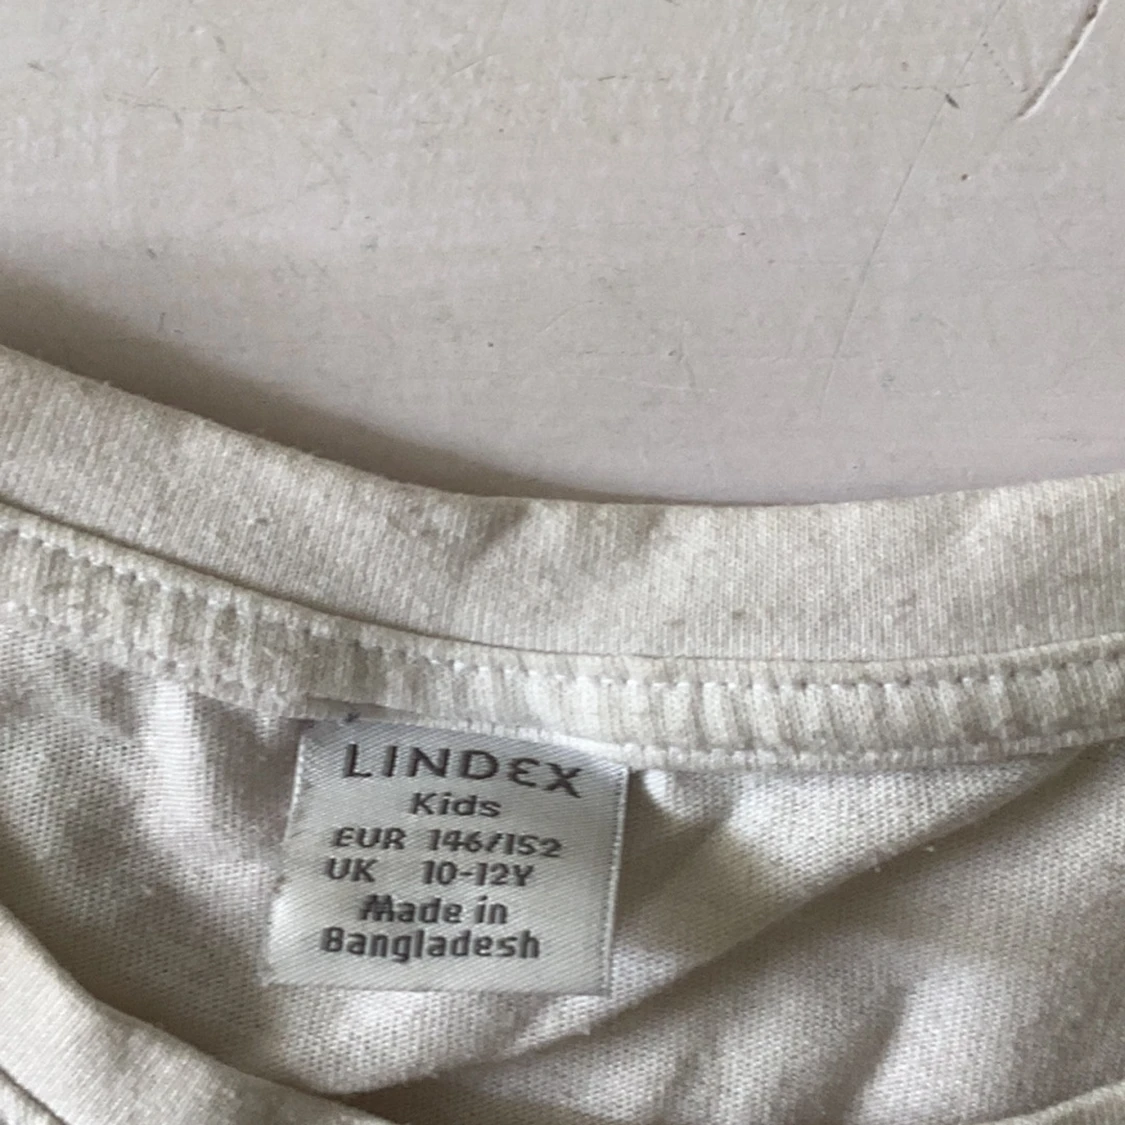 LINDEX
Kids
EUR 146/152
UK 10-12Y
Made in
Bangladesh